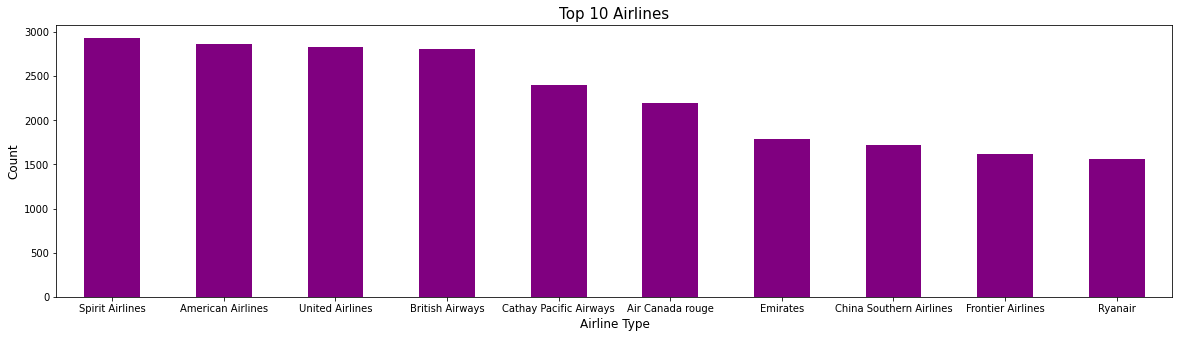 Top 10 Airlines
3000
2500
2000
1500
1000
500
0
Count
Spirit Airlines American Airlines United Airlines British Airways Cathay Pacific Airways Air Canada rouge Emirates China Southern Airlines Frontier Airlines Ryanair
Airline Type